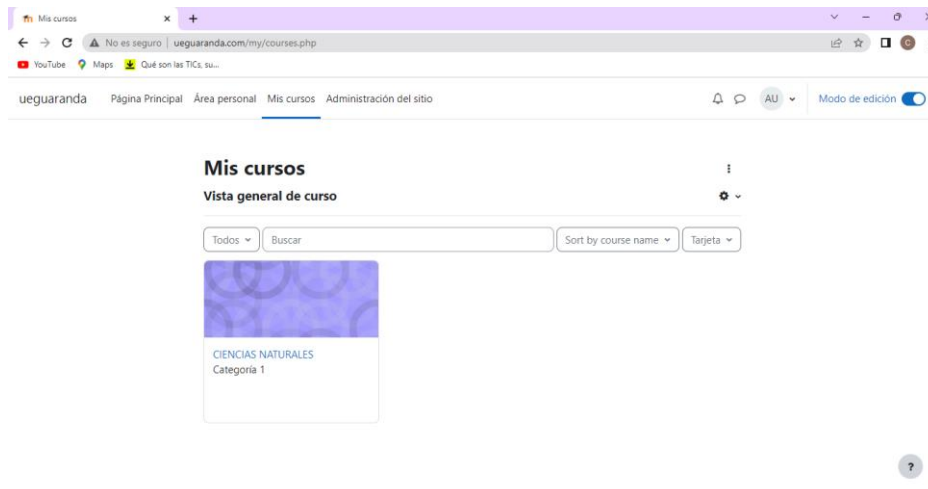 Mis cursos
No es seguro | ueguaranda.com/my/courses.php
YouTube Maps Qué son las TICs, su...
ueguaranda Página Principal Área personal Mis cursos Administración del sitio AU Modo de edición
Mis cursos
Vista general de curso
Todos Buscar Sort by course name Tarjeta
CIENCIAS NATURALES
Categoría 1
?